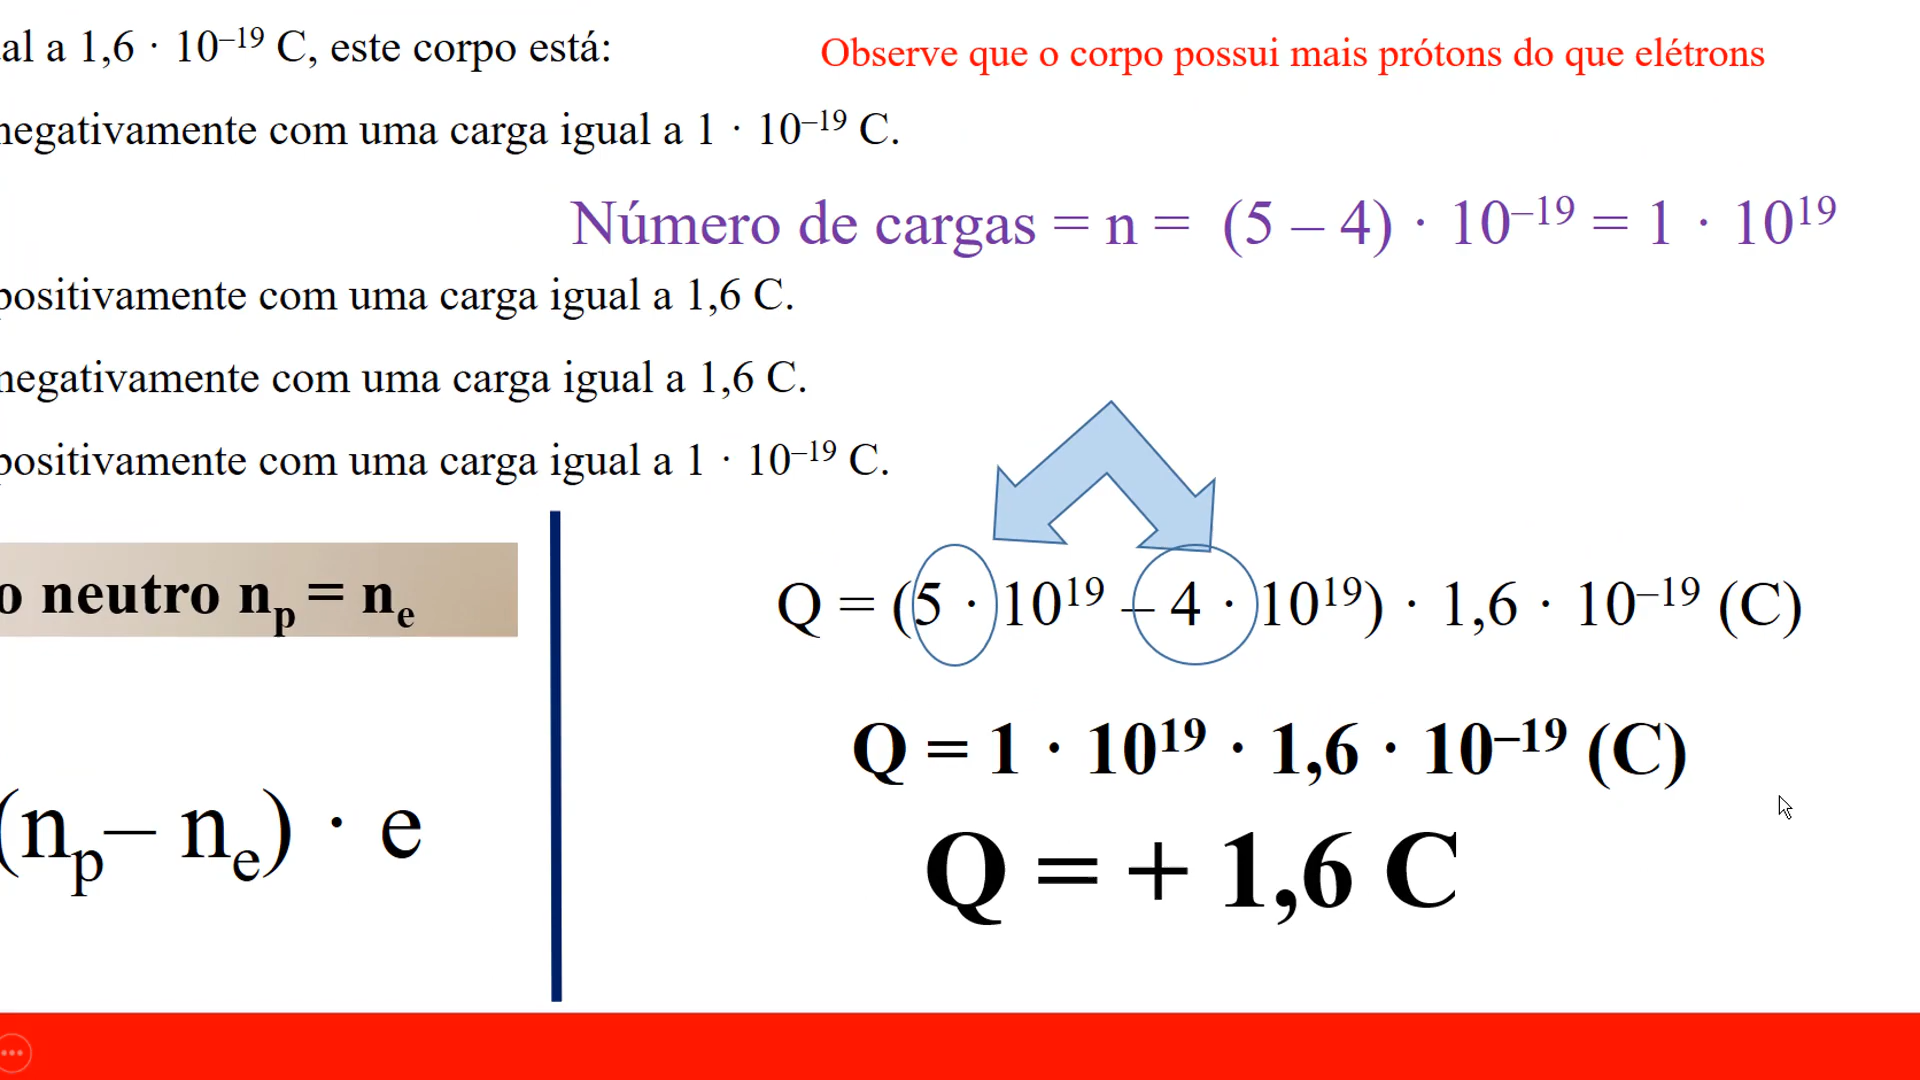 al a 1,6 · 10⁻¹⁹ C, este corpo está:
Observe que o corpo possui mais prótons do que elétrons
negativamente com uma carga igual a 1 · 10⁻¹⁹ C.
Número de cargas = n = (5 – 4) · 10⁻¹⁹ = 1 · 10¹⁹
positivamente com uma carga igual a 1,6 C.
negativamente com uma carga igual a 1,6 C.
positivamente com uma carga igual a 1 · 10⁻¹⁹ C.
o neutro nₚ = nₑ
Q = (5 · 10¹⁹ – 4 · 10¹⁹) · 1,6 · 10⁻¹⁹ (C)
Q = 1 · 10¹⁹ · 1,6 · 10⁻¹⁹ (C)
(nₚ – nₑ) · e
Q = + 1,6 C